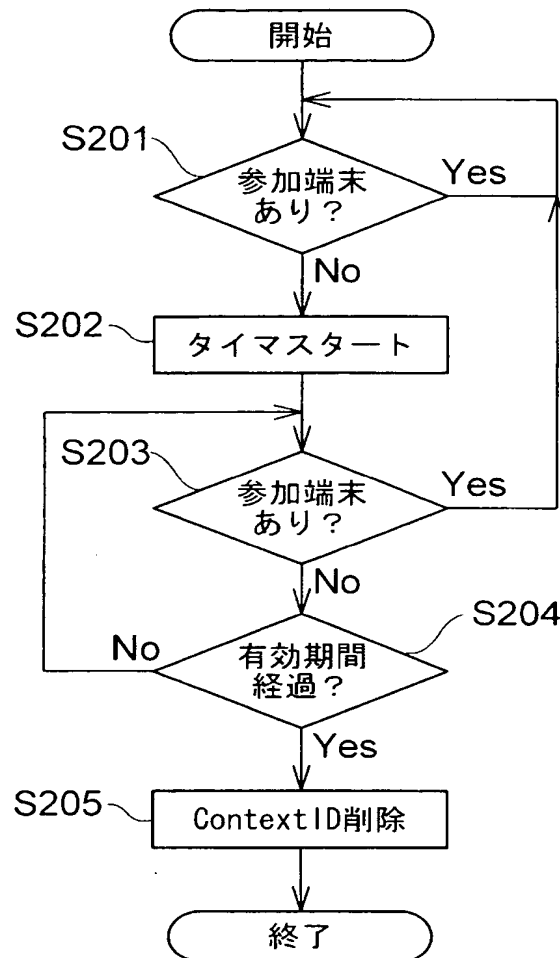 開始
S201
参加端末
あり？
Yes
No
S202
タイマスタート
S203
参加端末
あり？
Yes
No
S204
有効期間
経過？
No
Yes
S205
ContextID削除
終了